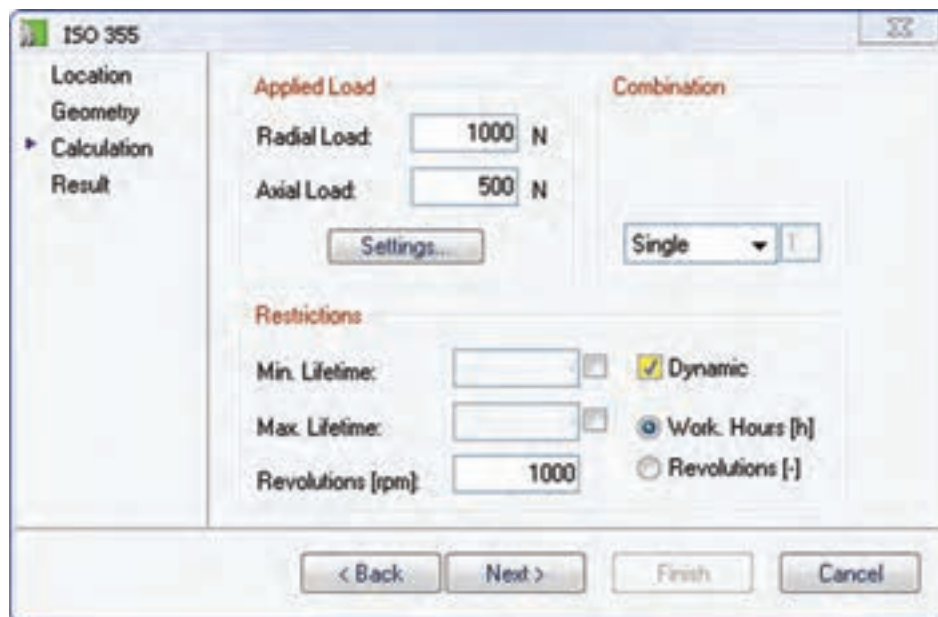 ISO 355
Location
Geometry
Calculation
Result
Applied Load
Radial Load: 1000 N
Axial Load: 500 N
Settings...
Combination
Single 1
Restrictions
Min. Lifetime:
Max. Lifetime:
Revolutions [rpm]: 1000
Dynamic
Work. Hours [h]
Revolutions [-]
< Back Next > Finish Cancel